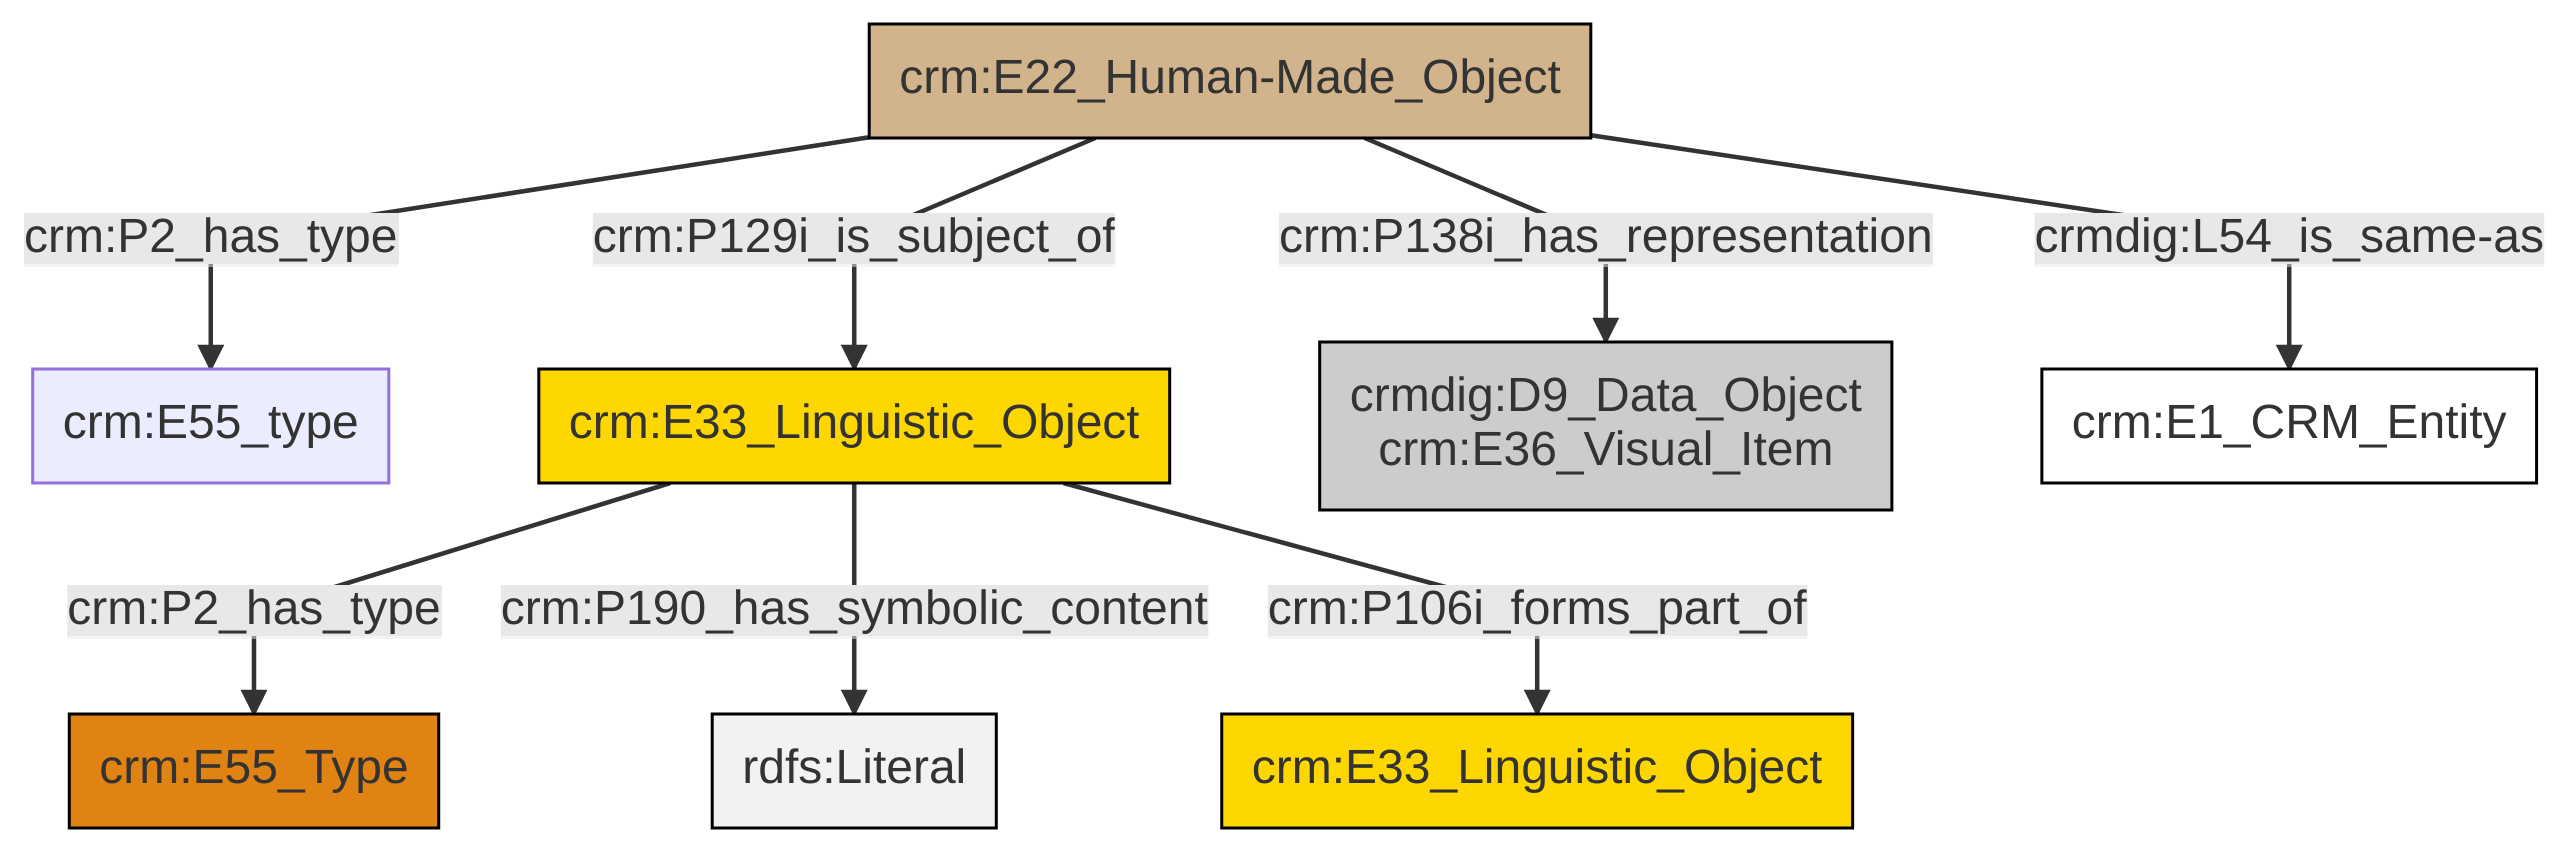 crm:E22_Human-Made_Object
crm:P2_has_type
crm:P129i_is_subject_of
crm:P138i_has_representation
crmdig:L54_is_same-as
crm:E55_type
crm:E33_Linguistic_Object
crmdig:D9_Data_Object
crm:E36_Visual_Item
crm:E1_CRM_Entity
crm:P2_has_type
crm:P190_has_symbolic_content
crm:P106i_forms_part_of
crm:E55_Type
rdfs:Literal
crm:E33_Linguistic_Object